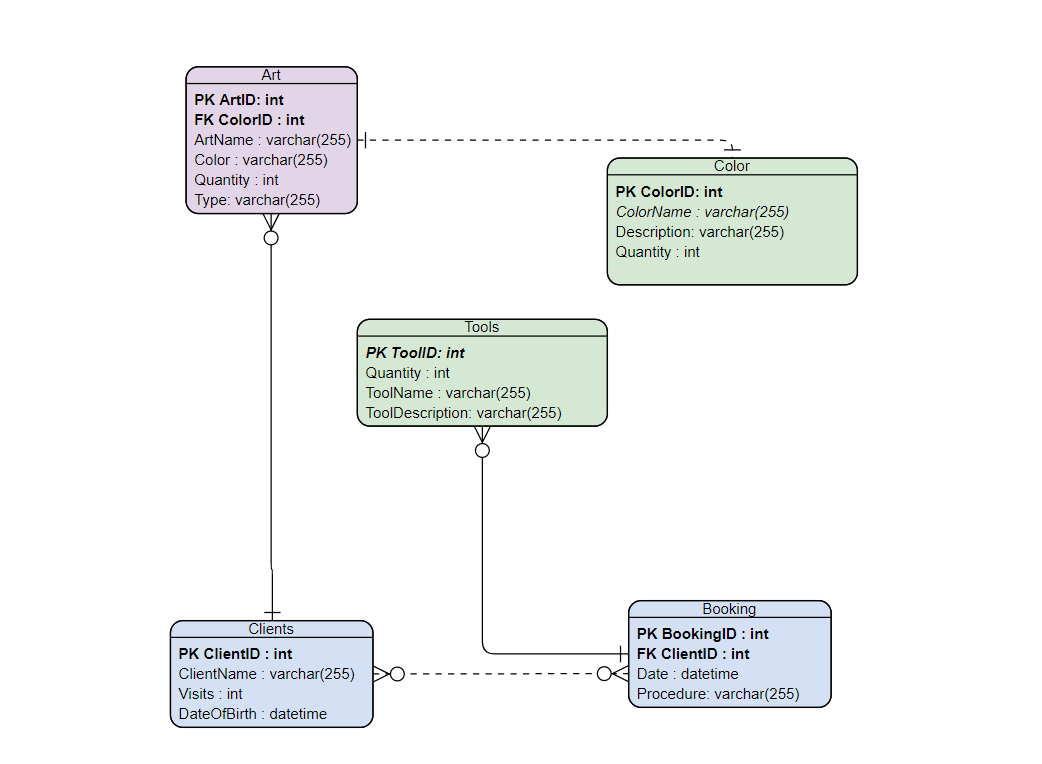 Art
PK ArtID: int
FK ColorID : int
ArtName : varchar(255)
Color : varchar(255)
Quantity : int
Type: varchar(255)
Color
PK ColorID: int
ColorName : varchar(255)
Description: varchar(255)
Quantity : int
Tools
PK ToolID: int
Quantity : int
ToolName : varchar(255)
ToolDescription: varchar(255)
Clients
PK ClientID : int
ClientName : varchar(255)
Visits : int
DateOfBirth : datetime
Booking
PK BookingID : int
FK ClientID : int
Date : datetime
Procedure: varchar(255)